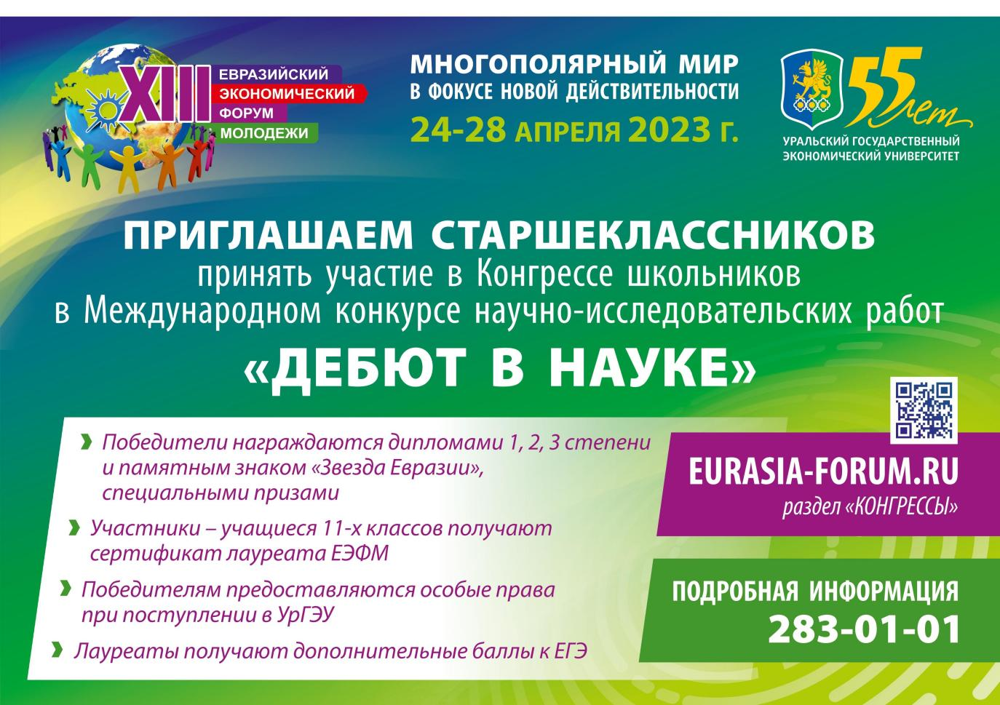 XIII
ЕВРАЗИЙСКИЙ
ЭКОНОМИЧЕСКИЙ
ФОРУМ
МОЛОДЕЖИ
МНОГОПОЛЯРНЫЙ МИР
В ФОКУСЕ НОВОЙ ДЕЙСТВИТЕЛЬНОСТИ
24-28 АПРЕЛЯ 2023 Г.
55 лет
УРАЛЬСКИЙ ГОСУДАРСТВЕННЫЙ
ЭКОНОМИЧЕСКИЙ УНИВЕРСИТЕТ
ПРИГЛАШАЕМ СТАРШЕКЛАССНИКОВ
принять участие в Конгрессе школьников
в Международном конкурсе научно-исследовательских работ
«ДЕБЮТ В НАУКЕ»
Победители награждаются дипломами 1, 2, 3 степени
и памятным знаком «Звезда Евразии»,
специальными призами
Участники – учащиеся 11-х классов получают
сертификат лауреата ЕЭФМ
Победителям предоставляются особые права
при поступлении в УрГЭУ
Лауреаты получают дополнительные баллы к ЕГЭ
EURASIA-FORUM.RU
раздел «КОНГРЕССЫ»
ПОДРОБНАЯ ИНФОРМАЦИЯ
283-01-01